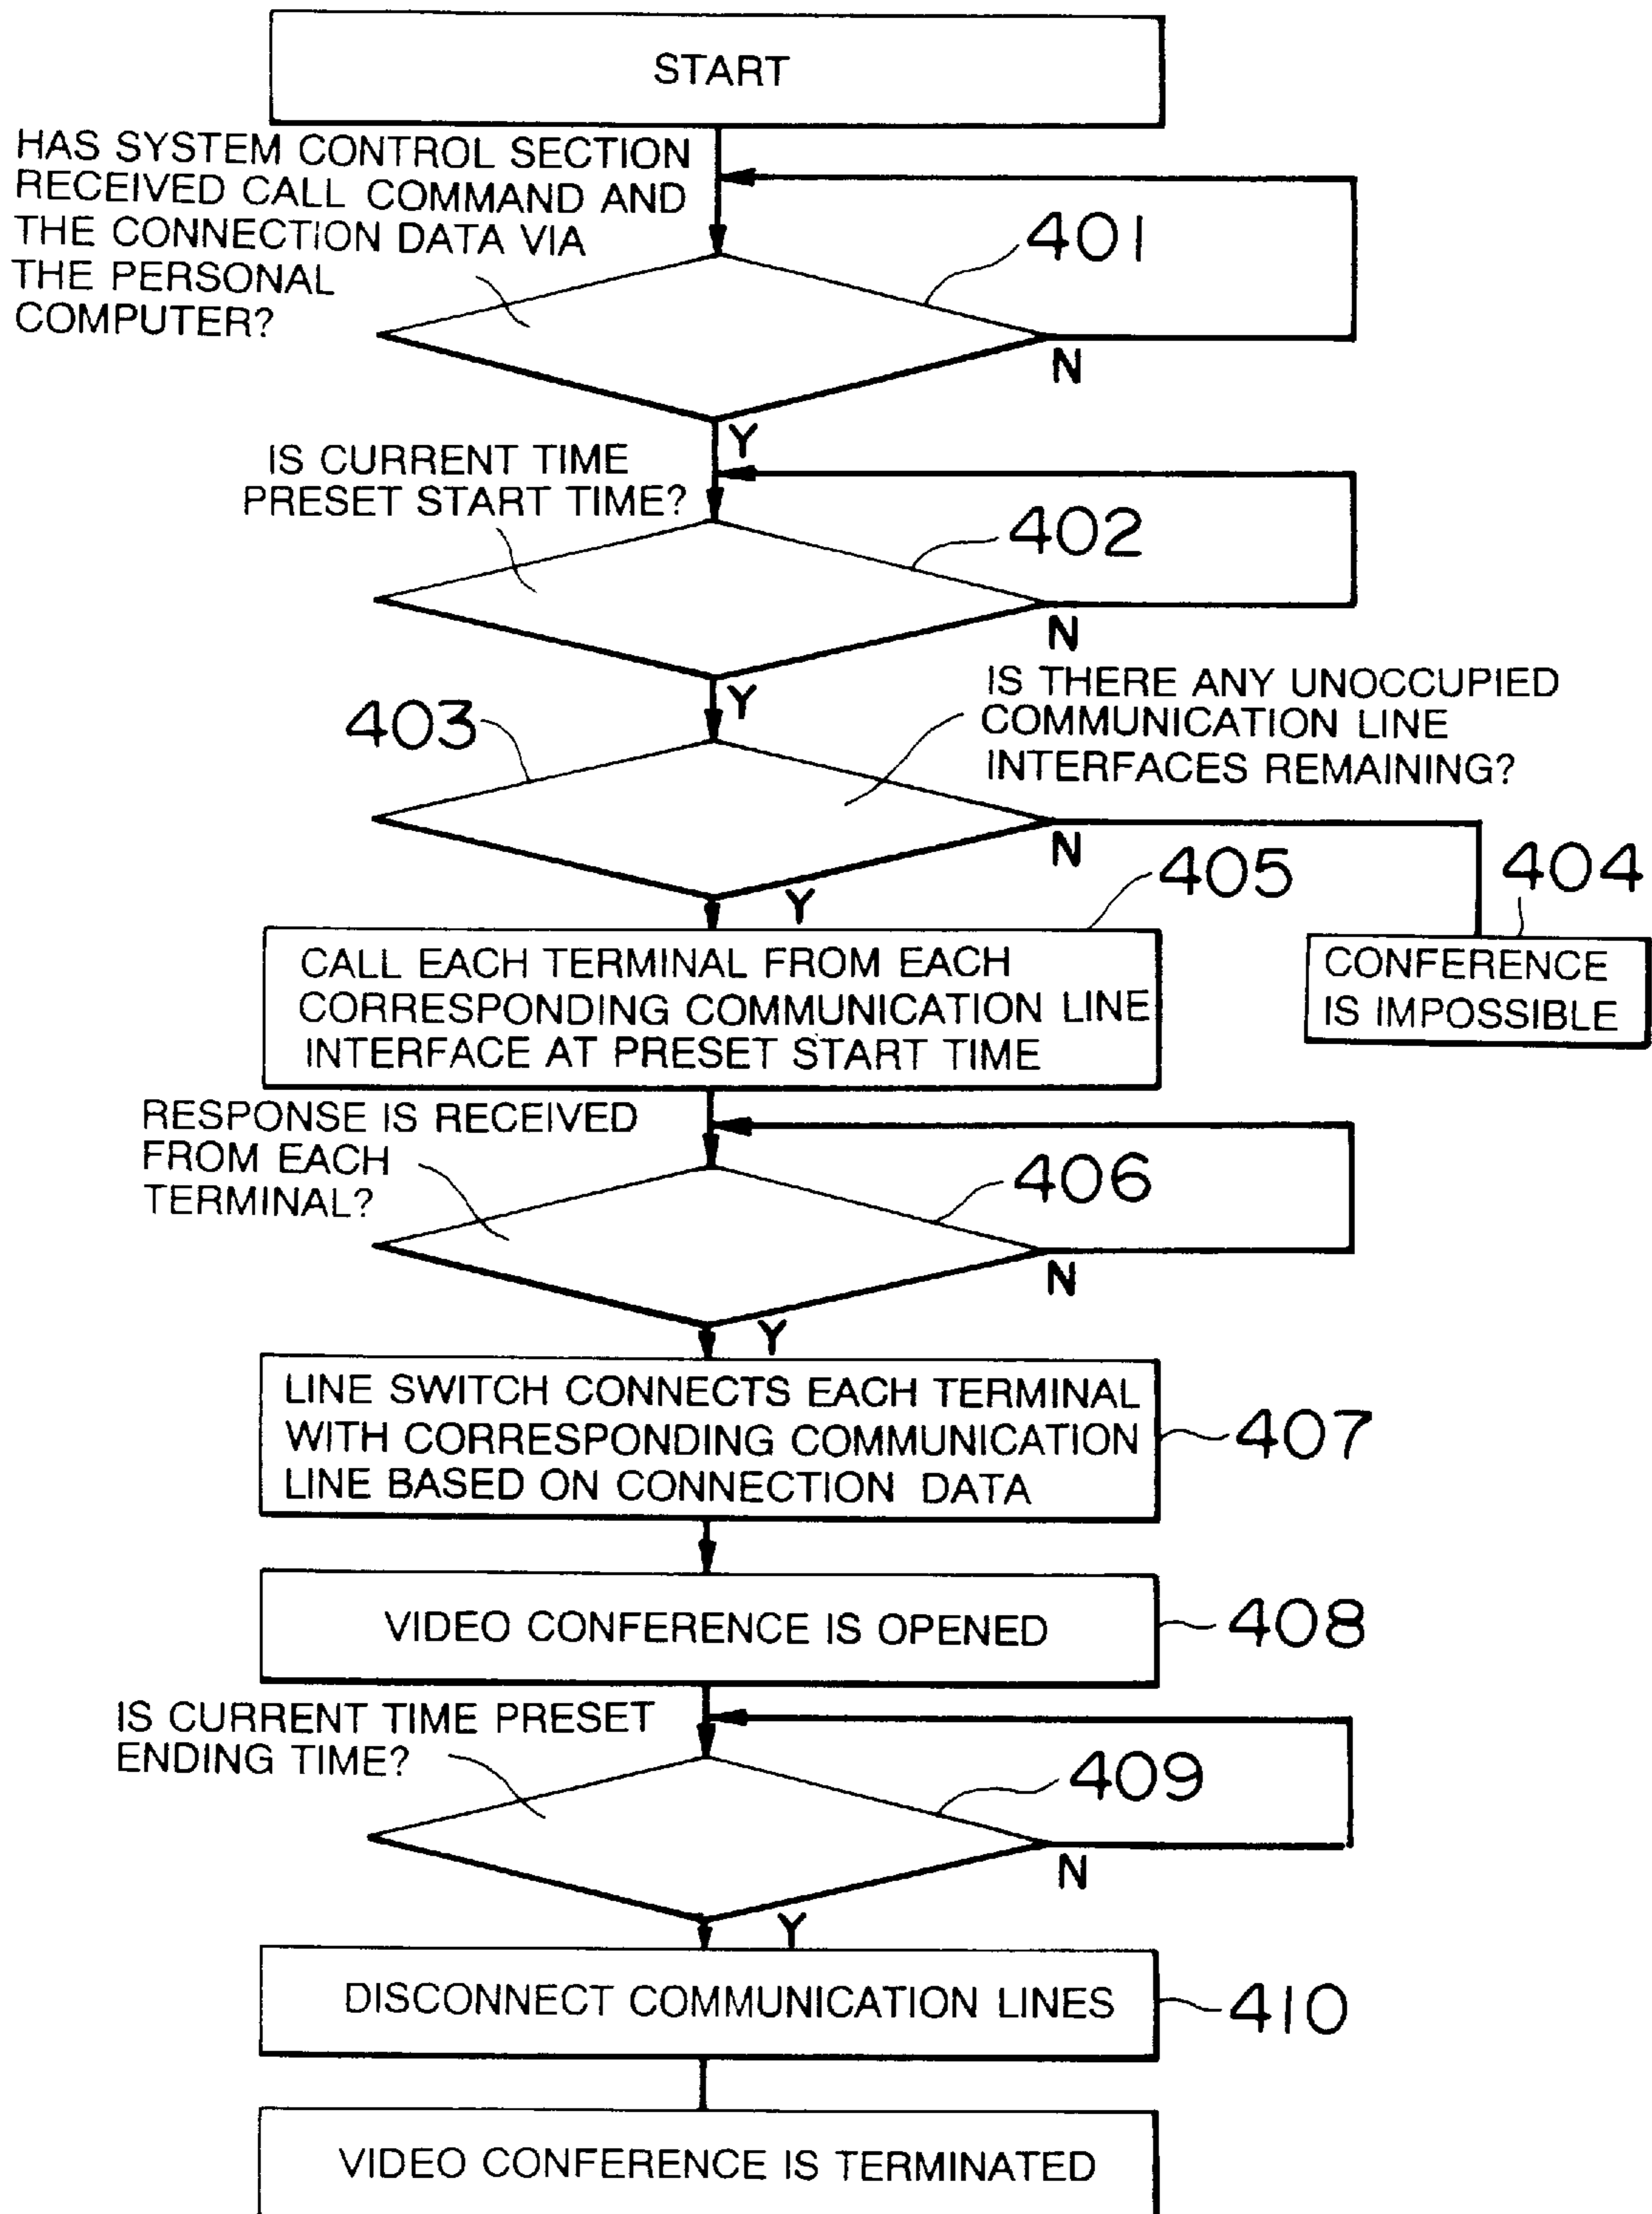 START
HAS SYSTEM CONTROL SECTION
RECEIVED CALL COMMAND AND
THE CONNECTION DATA VIA
THE PERSONAL
COMPUTER?
401
N
Y
IS CURRENT TIME
PRESET START TIME?
402
N
Y
IS THERE ANY UNOCCUPIED
COMMUNICATION LINE
INTERFACES REMAINING?
403
N
Y
404
CONFERENCE
IS IMPOSSIBLE
405
CALL EACH TERMINAL FROM EACH
CORRESPONDING COMMUNICATION LINE
INTERFACE AT PRESET START TIME
RESPONSE IS RECEIVED
FROM EACH
TERMINAL?
406
N
Y
LINE SWITCH CONNECTS EACH TERMINAL
WITH CORRESPONDING COMMUNICATION
LINE BASED ON CONNECTION DATA
407
VIDEO CONFERENCE IS OPENED
408
IS CURRENT TIME PRESET
ENDING TIME?
409
N
Y
DISCONNECT COMMUNICATION LINES
410
VIDEO CONFERENCE IS TERMINATED